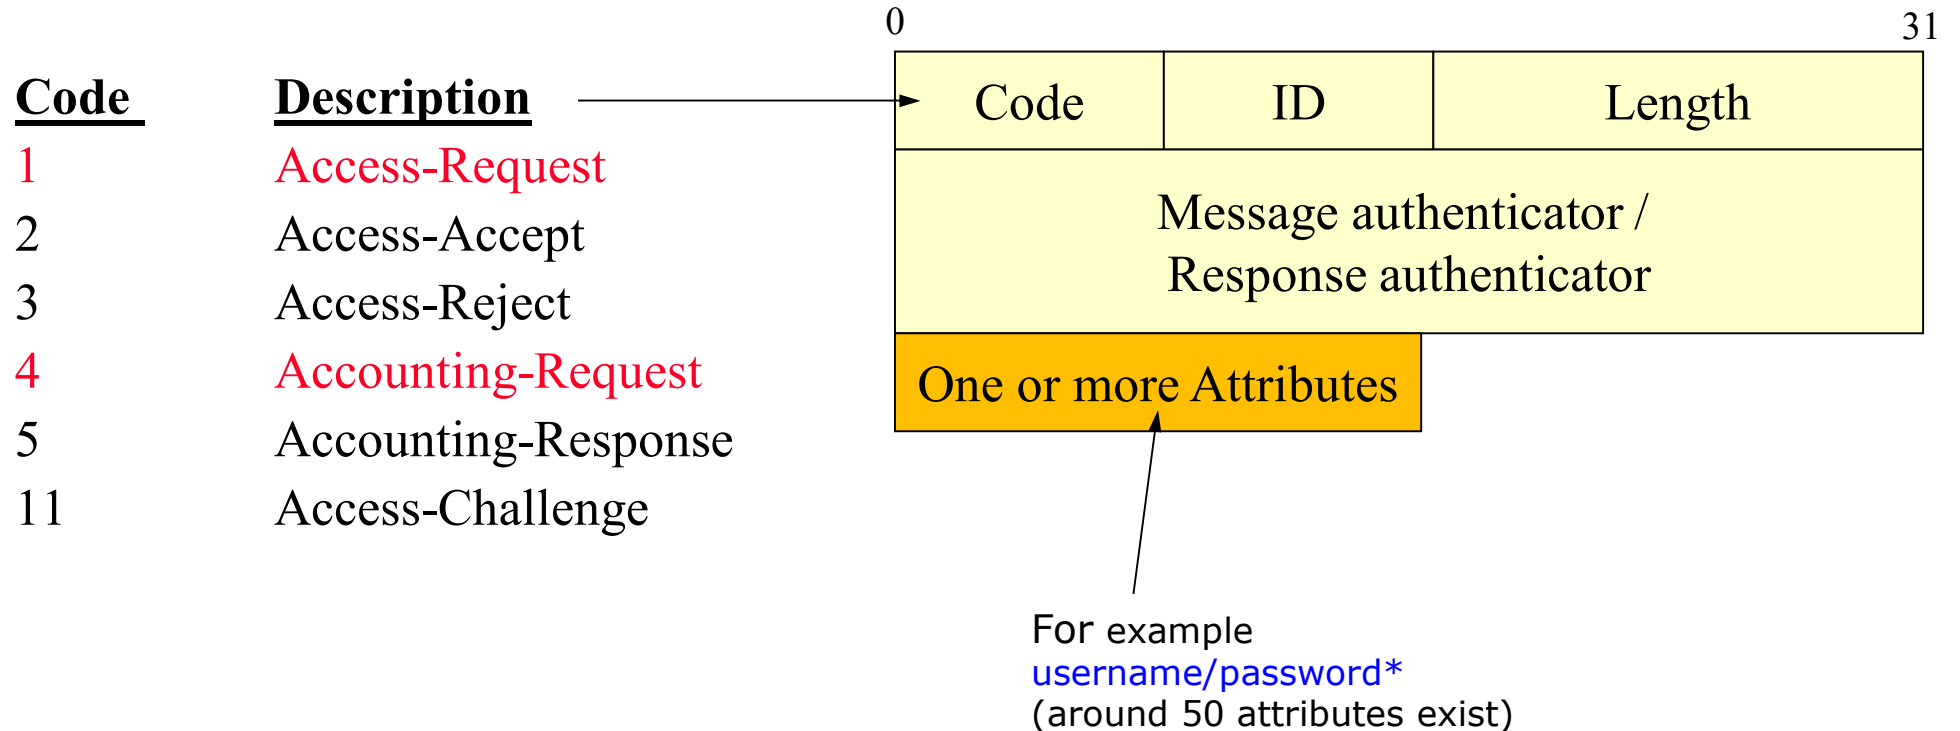 Code Description
1 Access-Request
2 Access-Accept
3 Access-Reject
4 Accounting-Request
5 Accounting-Response
11 Access-Challenge
0 31
Code ID Length
Message authenticator /
Response authenticator
One or more Attributes
For example
username/password*
(around 50 attributes exist)